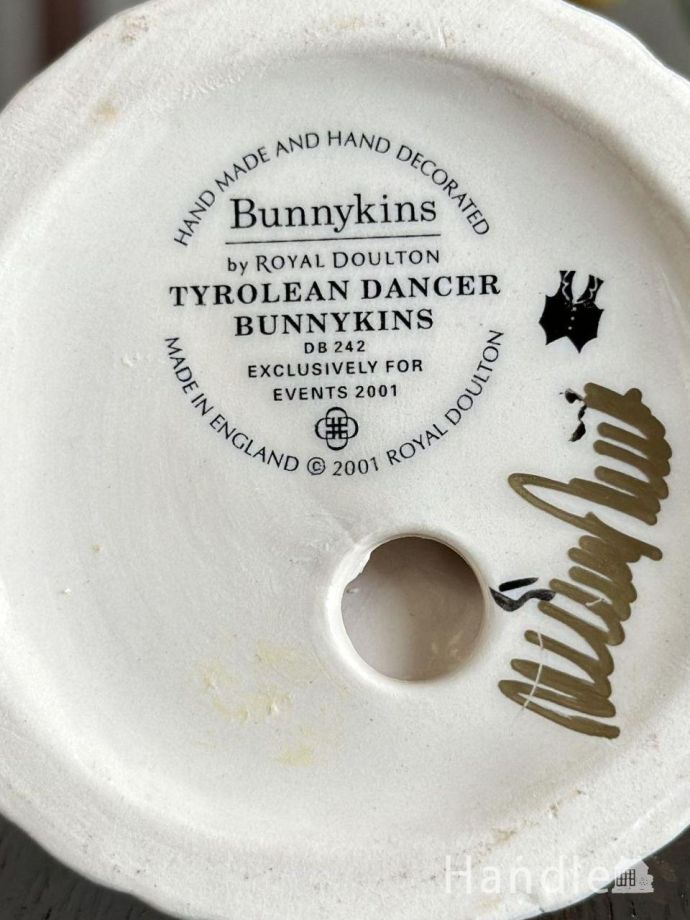 HAND MADE AND HAND DECORATED
Bunnykins
by ROYAL DOULTON
TYROLEAN DANCER
BUNNYKINS
DB 242
EXCLUSIVELY FOR
EVENTS 2001
MADE IN ENGLAND © 2001 ROYAL DOULTON
Handle